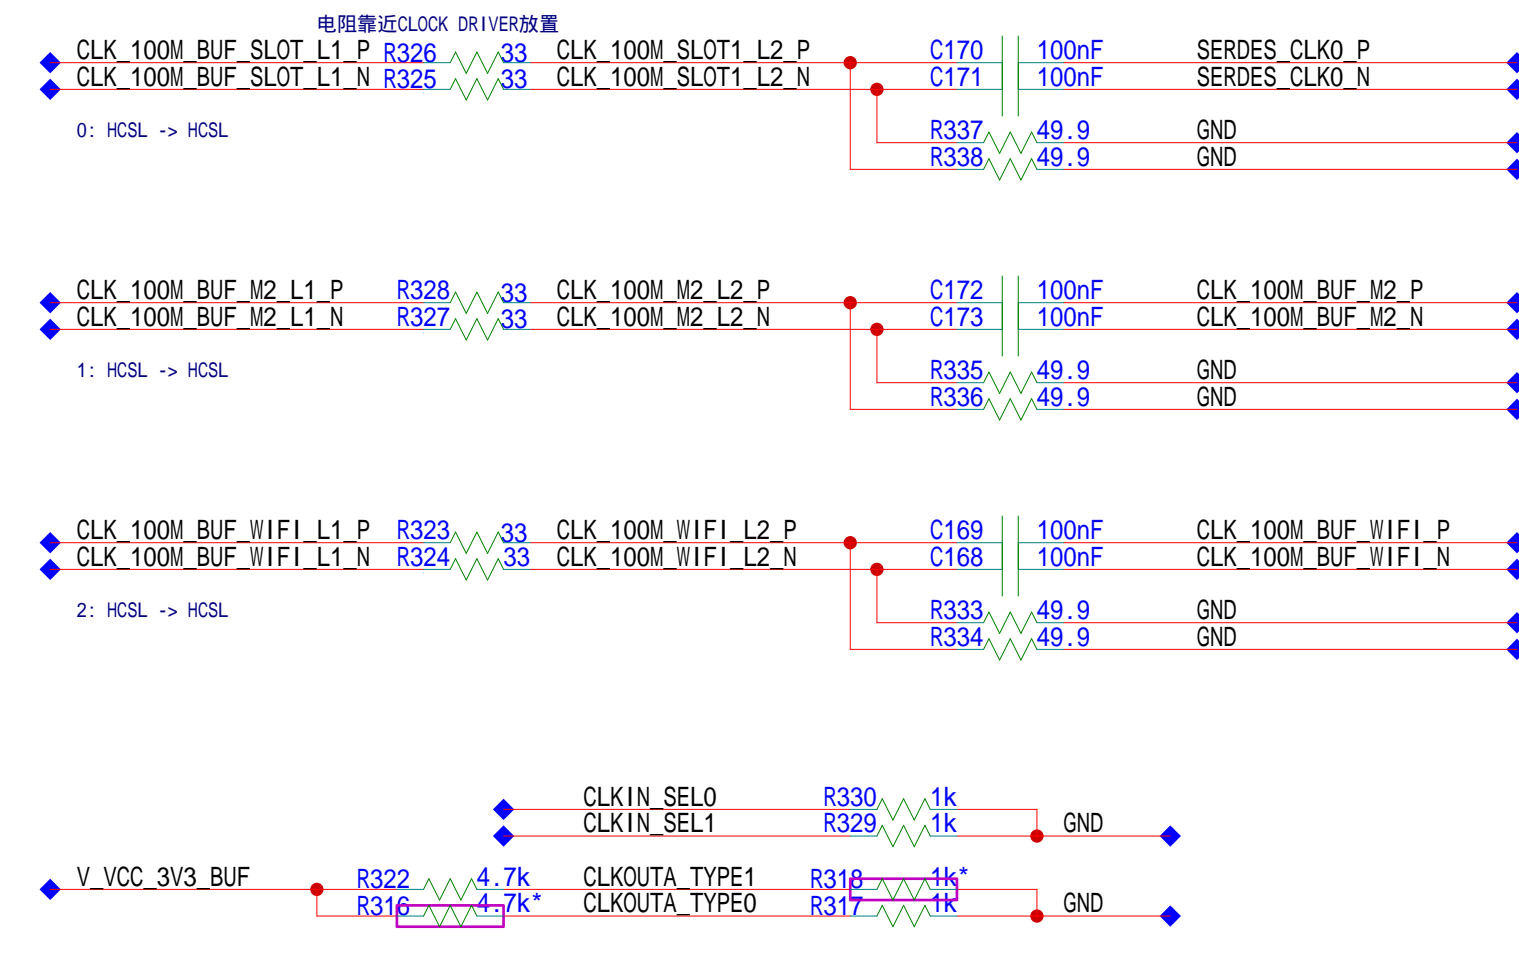 电阻靠近CLOCK DRIVER放置
CLK_100M_BUF_SLOT_L1_P R326 33 CLK_100M_SLOT1_L2_P C170 100nF SERDES_CLK0_P
CLK_100M_BUF_SLOT_L1_N R325 33 CLK_100M_SLOT1_L2_N C171 100nF SERDES_CLK0_N
0: HCSL -> HCSL R337 49.9 GND
R338 49.9 GND
CLK_100M_BUF_M2_L1_P R328 33 CLK_100M_M2_L2_P C172 100nF CLK_100M_BUF_M2_P
CLK_100M_BUF_M2_L1_N R327 33 CLK_100M_M2_L2_N C173 100nF CLK_100M_BUF_M2_N
1: HCSL -> HCSL R335 49.9 GND
R336 49.9 GND
CLK_100M_BUF_WIFI_L1_P R323 33 CLK_100M_WIFI_L2_P C169 100nF CLK_100M_BUF_WIFI_P
CLK_100M_BUF_WIFI_L1_N R324 33 CLK_100M_WIFI_L2_N C168 100nF CLK_100M_BUF_WIFI_N
2: HCSL -> HCSL R333 49.9 GND
R334 49.9 GND
CLKIN_SEL0 R330 1k
CLKIN_SEL1 R329 1k GND
V_VCC_3V3_BUF R322 4.7k CLKOUTA_TYPE1 R318 1k*
R316 4.7k* CLKOUTA_TYPE0 R317 1k GND